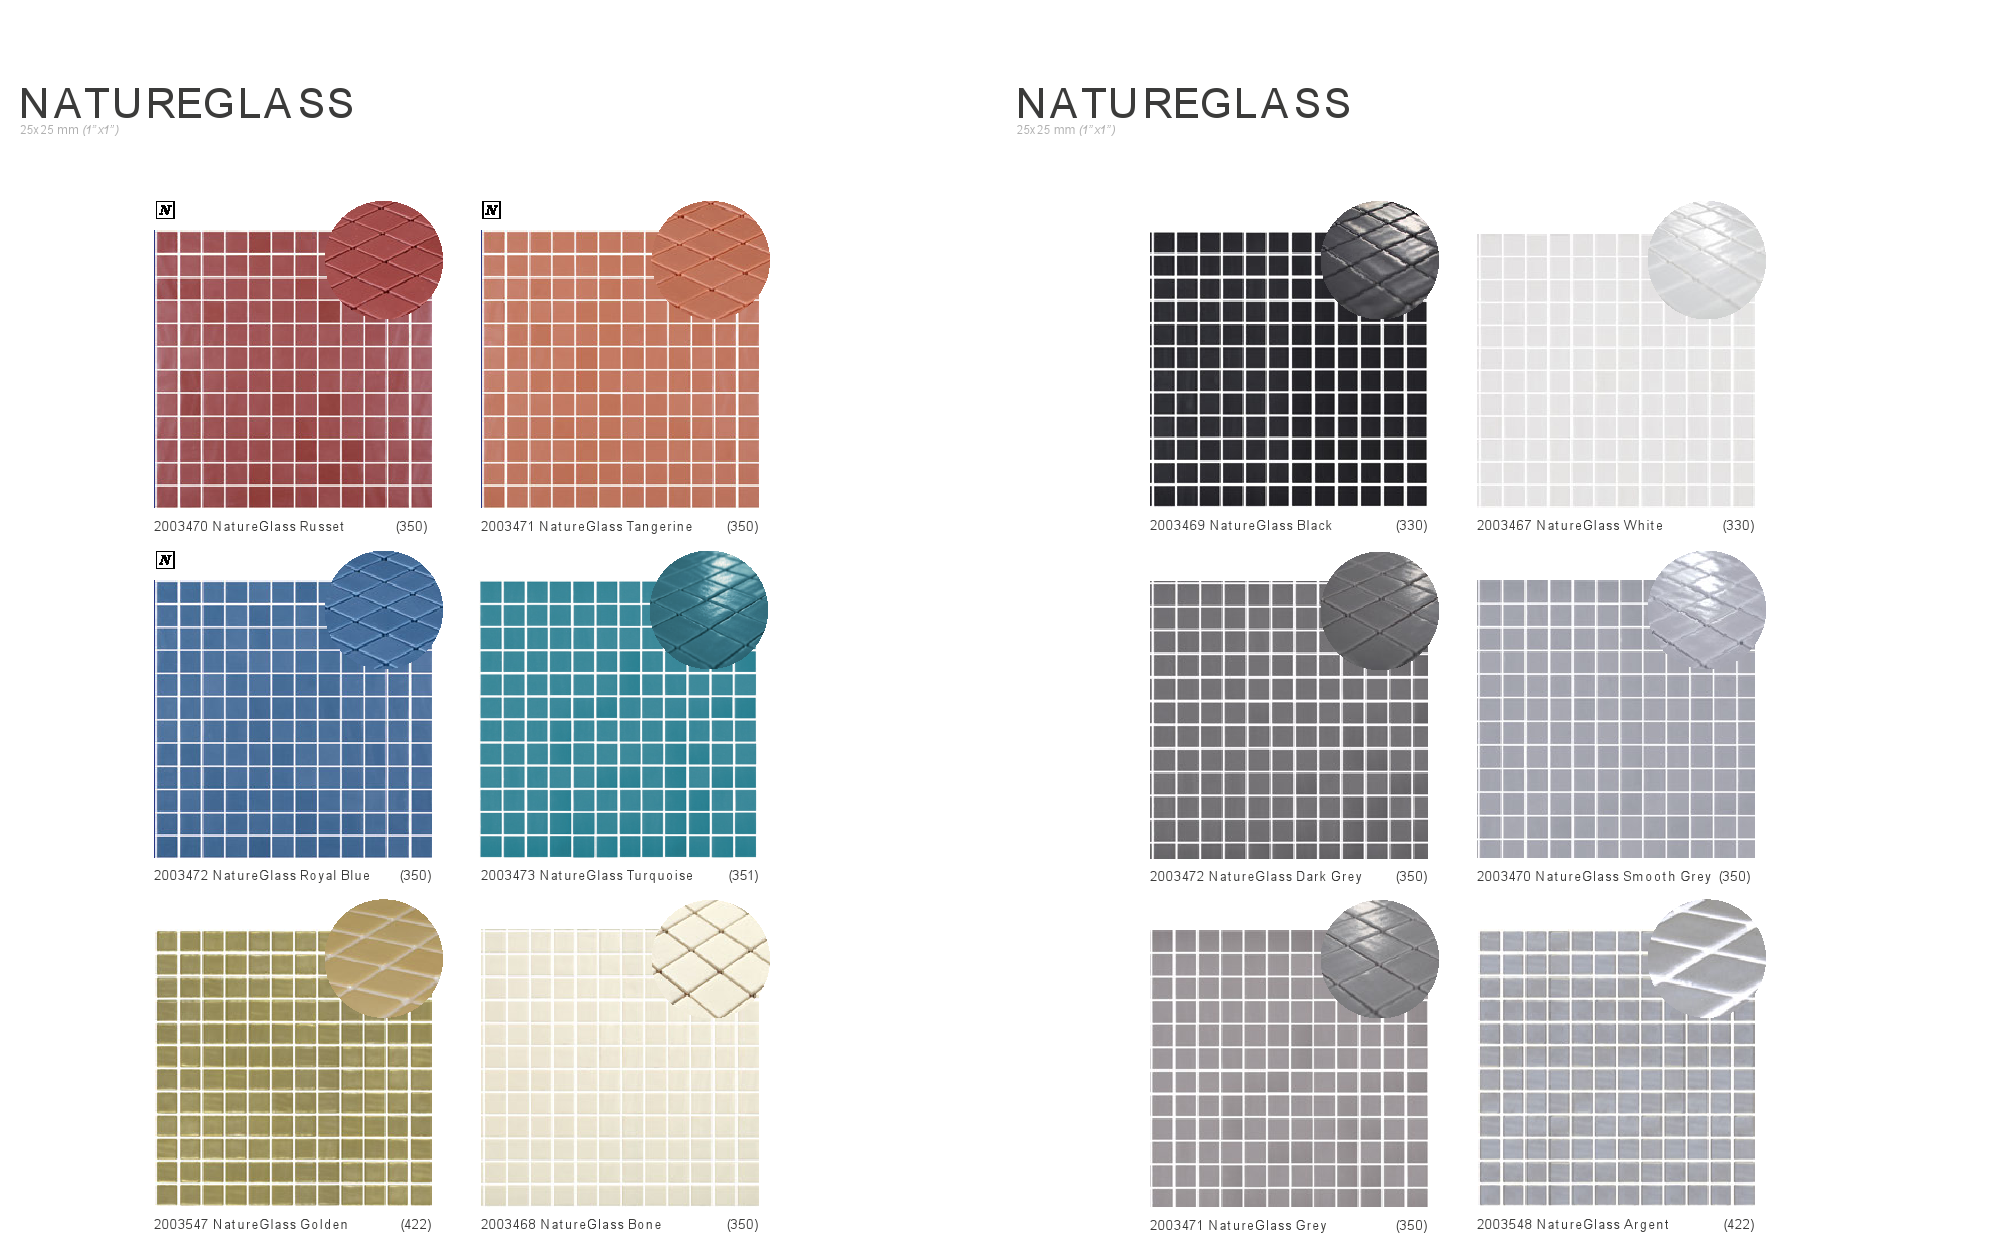 NATUREGLASS
25x25 mm (1"x1")
N
N
2003470 NatureGlass Russet (350)
2003471 NatureGlass Tangerine (350)
N
2003472 NatureGlass Royal Blue (350)
2003473 NatureGlass Turquoise (351)
2003547 NatureGlass Golden (422)
2003468 NatureGlass Bone (350)
NATUREGLASS
25x25 mm (1"x1")
2003469 NatureGlass Black (330)
2003467 NatureGlass White (330)
2003472 NatureGlass Dark Grey (350)
2003470 NatureGlass Smooth Grey (350)
2003471 NatureGlass Grey (350)
2003548 NatureGlass Argent (422)